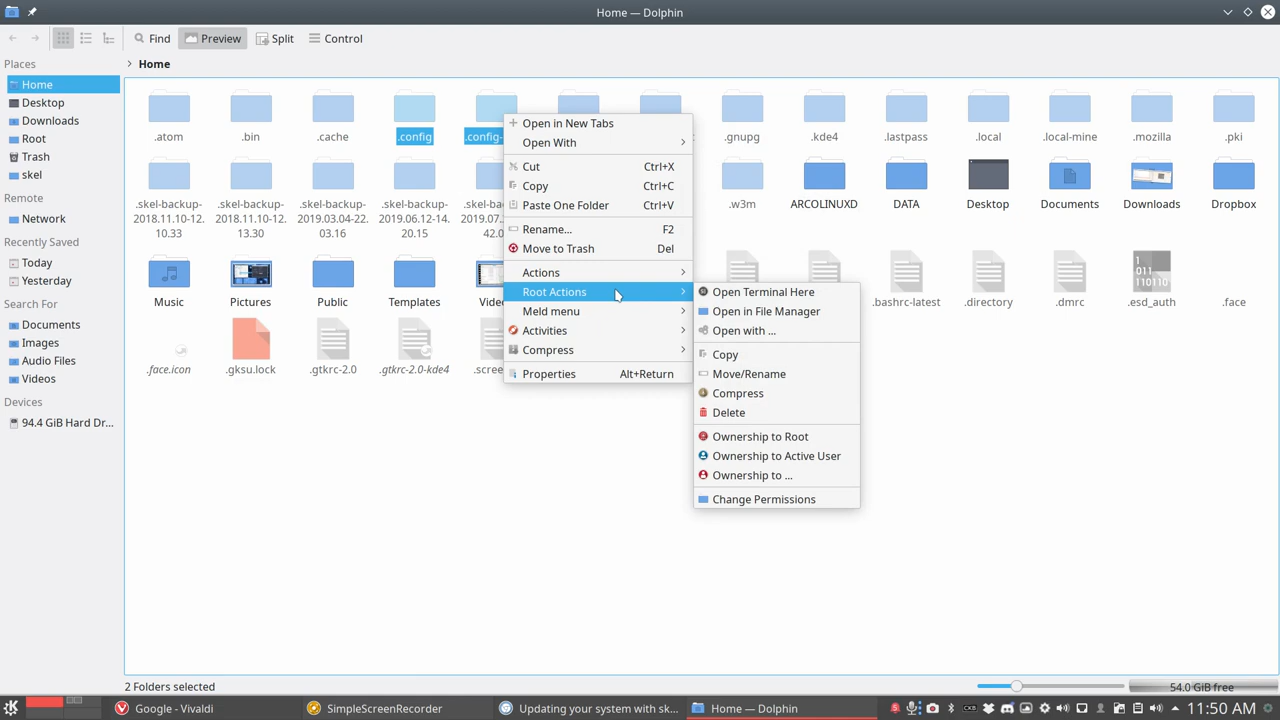 Home — Dolphin
Find
Preview
Split
Control
Places
Home
Desktop
Downloads
Root
Trash
skel
Remote
Network
Recently Saved
Today
Yesterday
Search For
Documents
Images
Audio Files
Videos
Devices
94.4 GiB Hard Dr...
> Home
.atom
.bin
.cache
.config
.config-
.gnupg
.kde4
.lastpass
.local
.local-mine
.mozilla
.pki
.skel-backup-
2018.11.10-12.
10.33
.skel-backup-
2018.11.10-12.
13.30
.skel-backup-
2019.03.04-22.
03.16
.skel-backup-
2019.06.12-14.
20.15
.skel-
2019.07.
42.0
.w3m
ARCOLINUXD
DATA
Desktop
Documents
Downloads
Dropbox
Music
Pictures
Public
Templates
Vide
.bashrc-latest
.directory
.dmrc
.esd_auth
.face
.face.icon
.gksu.lock
.gtkrc-2.0
.gtkrc-2.0-kde4
.scree
Open in New Tabs
Open With
Cut Ctrl+X
Copy Ctrl+C
Paste One Folder Ctrl+V
Rename... F2
Move to Trash Del
Actions
Root Actions
Meld menu
Activities
Compress
Properties Alt+Return
Open Terminal Here
Open in File Manager
Open with ...
Copy
Move/Rename
Compress
Delete
Ownership to Root
Ownership to Active User
Ownership to ...
Change Permissions
2 Folders selected
54.0 GiB free
Google - Vivaldi
SimpleScreenRecorder
Updating your system with sk...
Home — Dolphin
11:50 AM